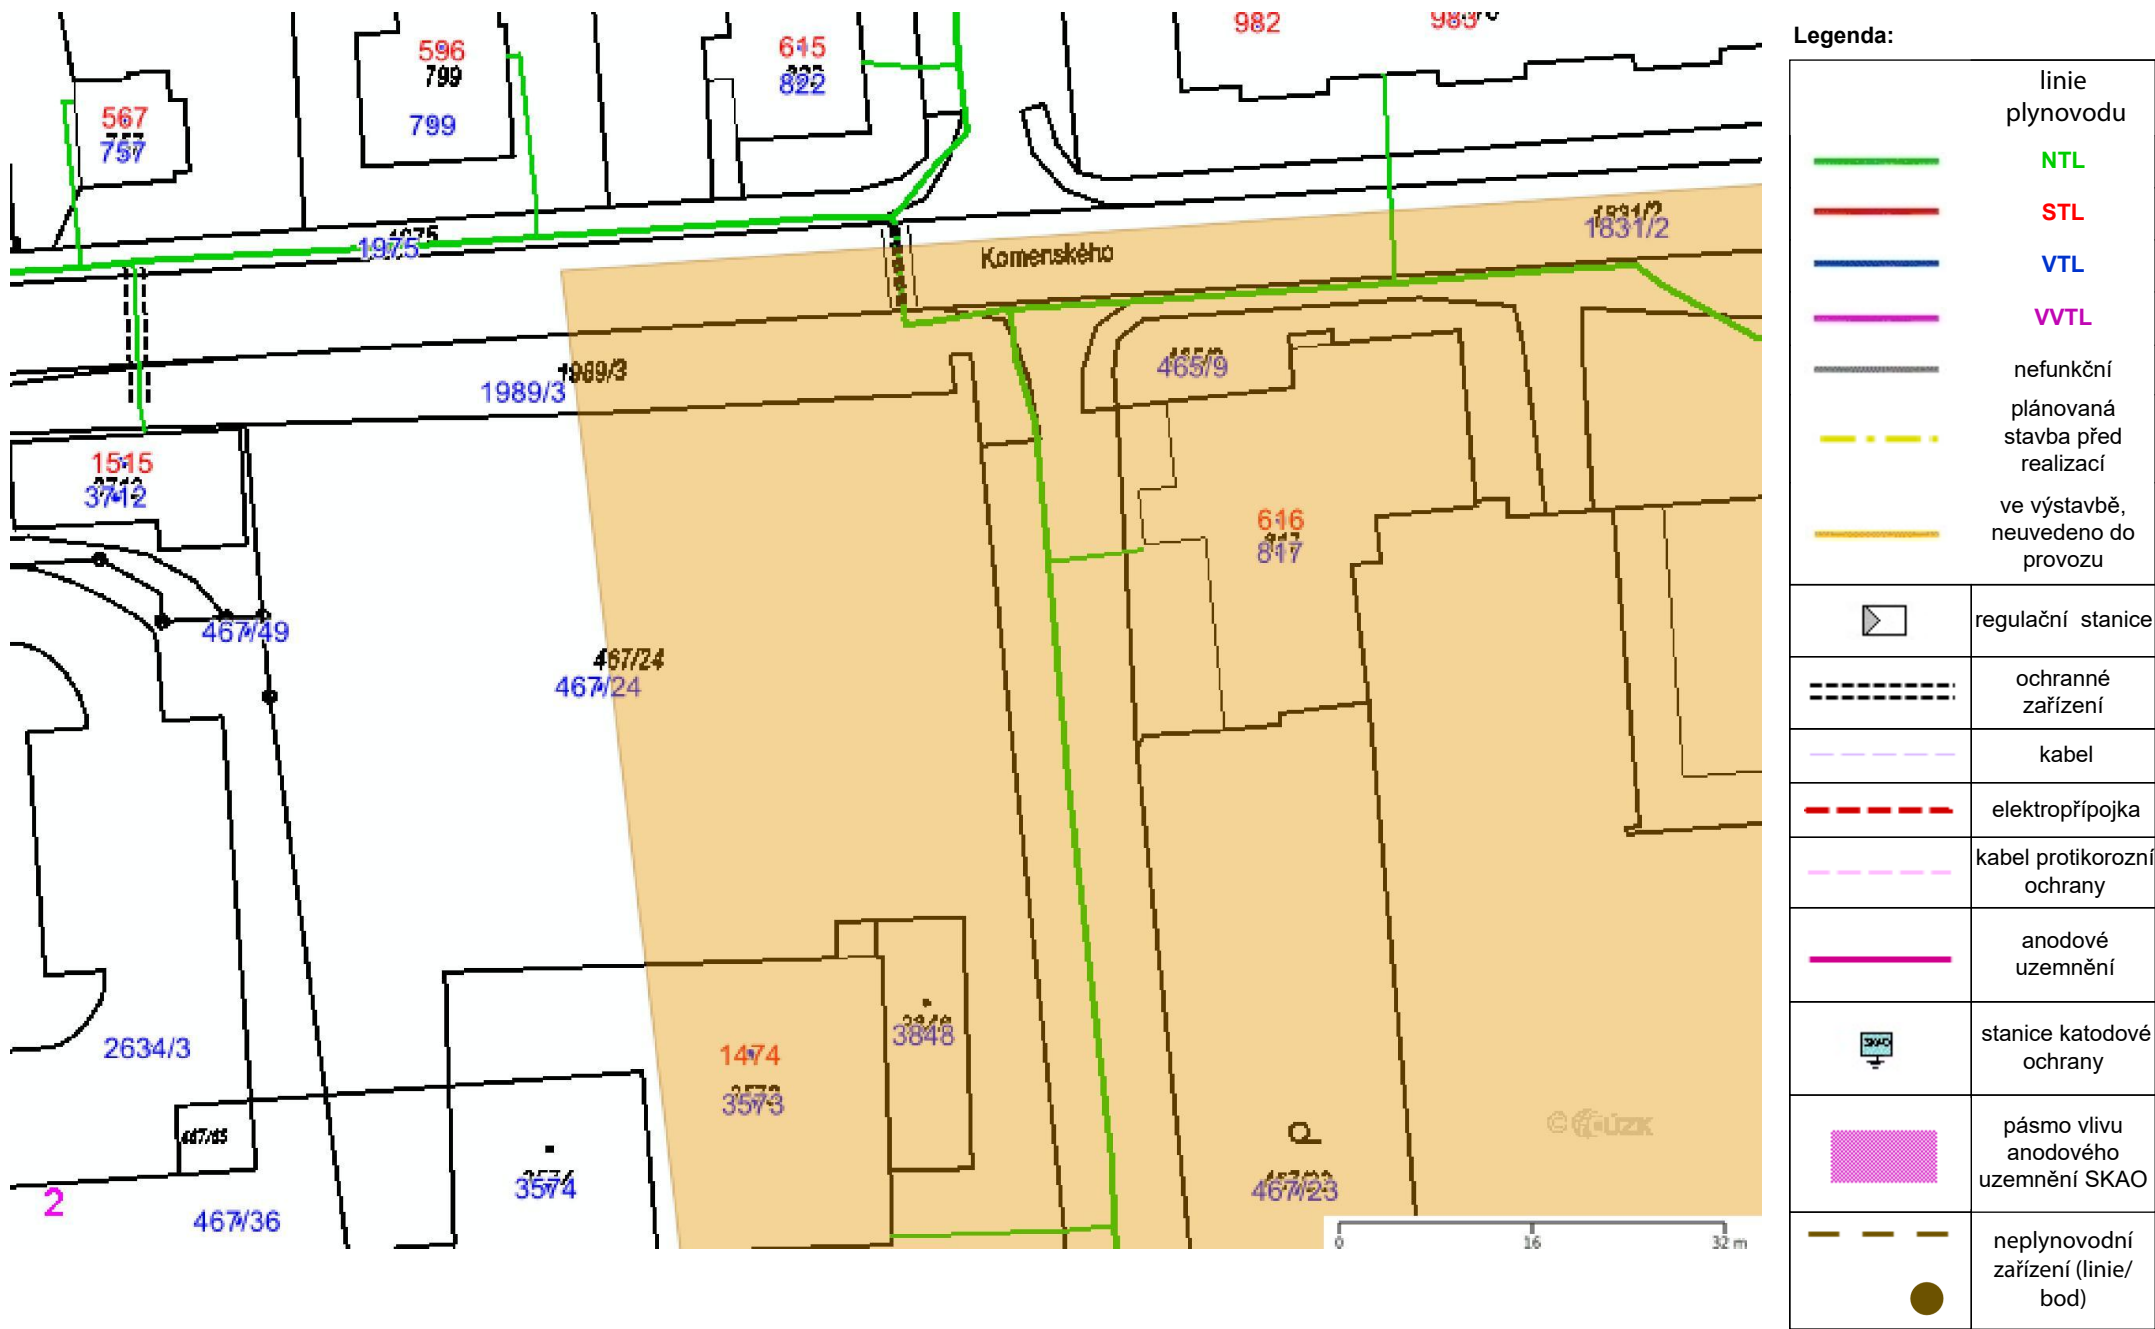 982
596
799
799
615
822
567
757
1975
Komenského
1831/2
1989/3
1989/3
465/9
1515
3712
616
817
467/49
467/24
467/24
3848
1474
3573
2634/3
467/65
3574
467/36
2
467/23
0 16 32 m
Legenda:
linie
plynovodu
NTL
STL
VTL
VVTL
nefunkční
plánovaná
stavba před
realizací
ve výstavbě,
neuvedeno do
provozu
regulační stanice
ochranné
zařízení
kabel
elektropřípojka
kabel protikorozní
ochrany
anodové
uzemnění
SKAO
stanice katodové
ochrany
pásmo vlivu
anodového
uzemnění SKAO
neplynovodní
zařízení (linie/
bod)